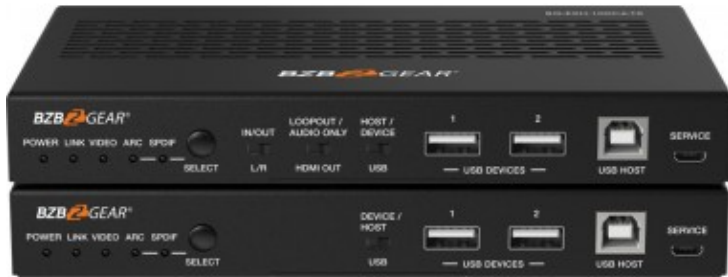 BZBGEAR
BZBGEAR®
POWER LINK VIDEO ARC SPDIF
SELECT
IN/OUT
L/R
LOOPOUT /
AUDIO ONLY
HDMI OUT
HOST /
DEVICE
USB
1 2
USB DEVICES
USB HOST
SERVICE
BZBGEAR®
POWER LINK VIDEO ARC SPDIF
SELECT
DEVICE /
HOST
USB
1 2
USB DEVICES
USB HOST
SERVICE